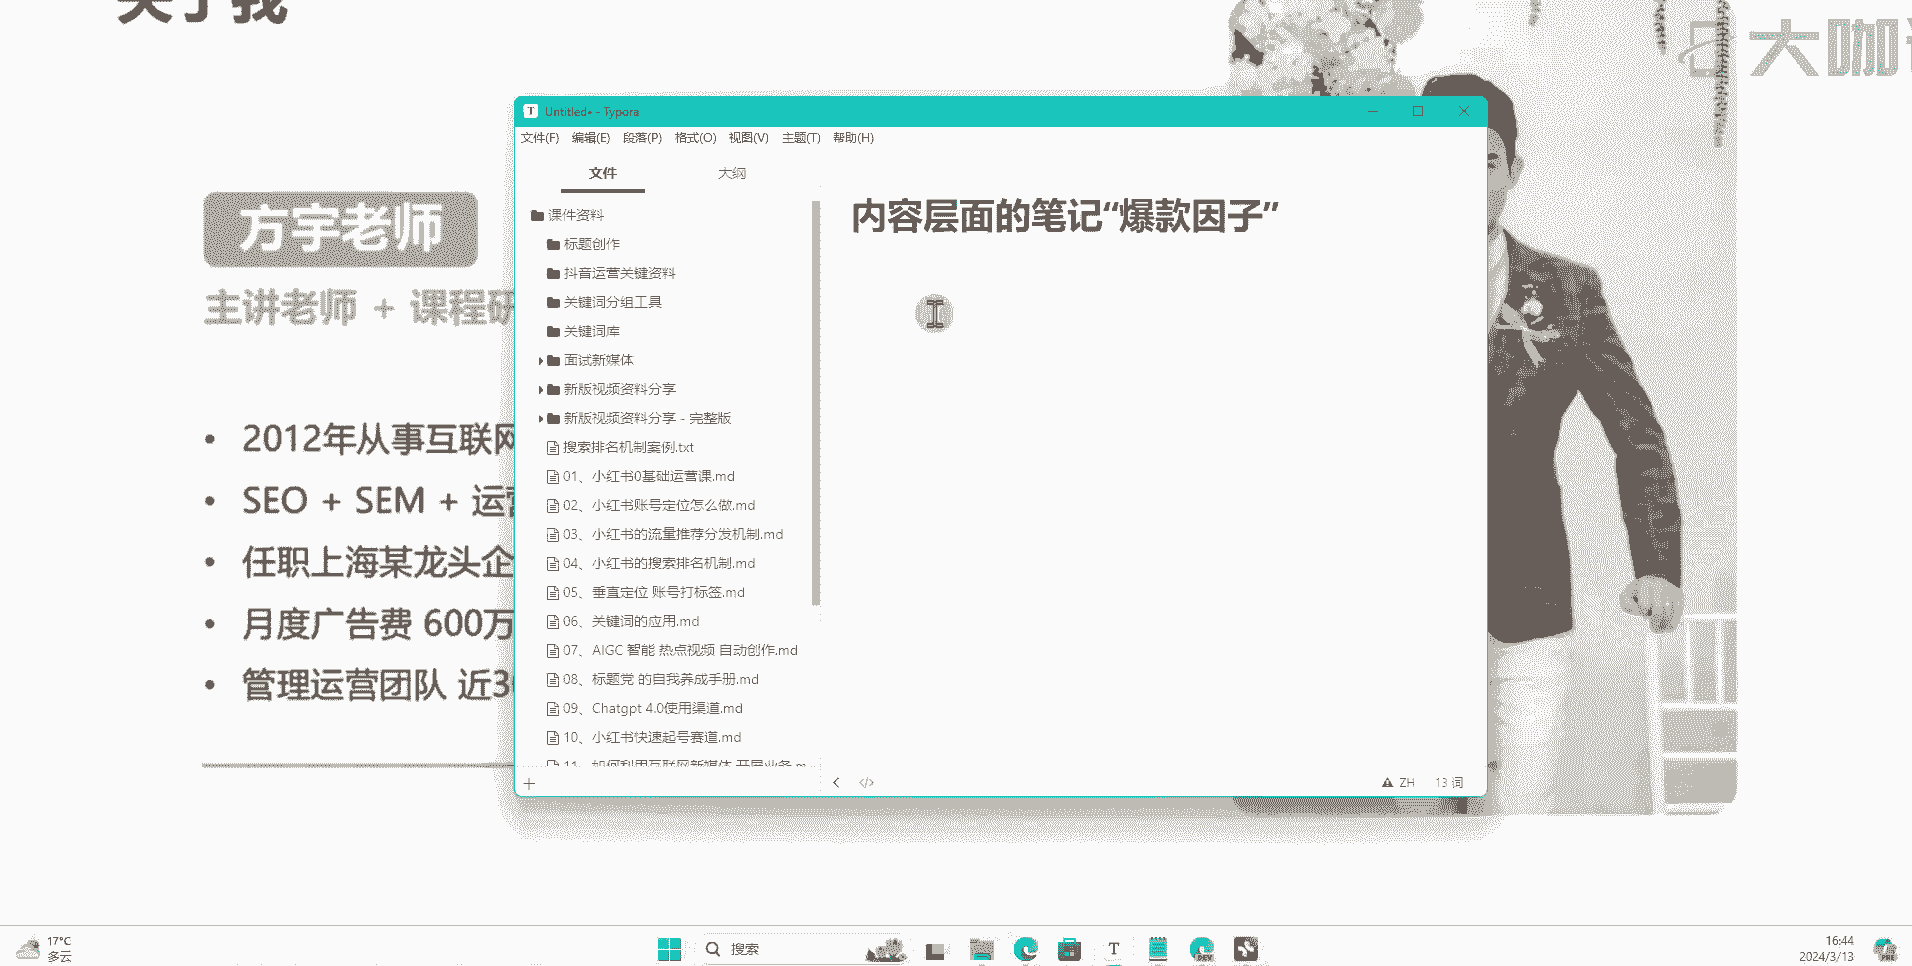 关于我
大咖
方宇老师
主讲老师 + 课程研
2012年从事互联网
SEO + SEM + 运营
任职上海某龙头企
月度广告费 600万
管理运营团队 近3
Untitled• - Typora
文件(F) 编辑(E) 段落(P) 格式(O) 视图(V) 主题(T) 帮助(H)
文件 大纲
课件资料
标题创作
抖音运营关键资料
关键词分组工具
关键词库
面试新媒体
新版视频资料分享
新版视频资料分享 - 完整版
搜索排名机制案例.txt
01、小红书0基础运营课.md
02、小红书账号定位怎么做.md
03、小红书的流量推荐分发机制.md
04、小红书的搜索排名机制.md
05、垂直定位 账号打标签.md
06、关键词的应用.md
07、AIGC 智能 热点视频 自动创作.md
08、标题党 的自我养成手册.md
09、Chatgpt 4.0使用渠道.md
10、小红书快速起号赛道.md
11、如何利用互联网新媒体 开展业务.m
内容层面的笔记“爆款因子”
ZH 13 词
17°C
多云
搜索
16:44
2024/3/13